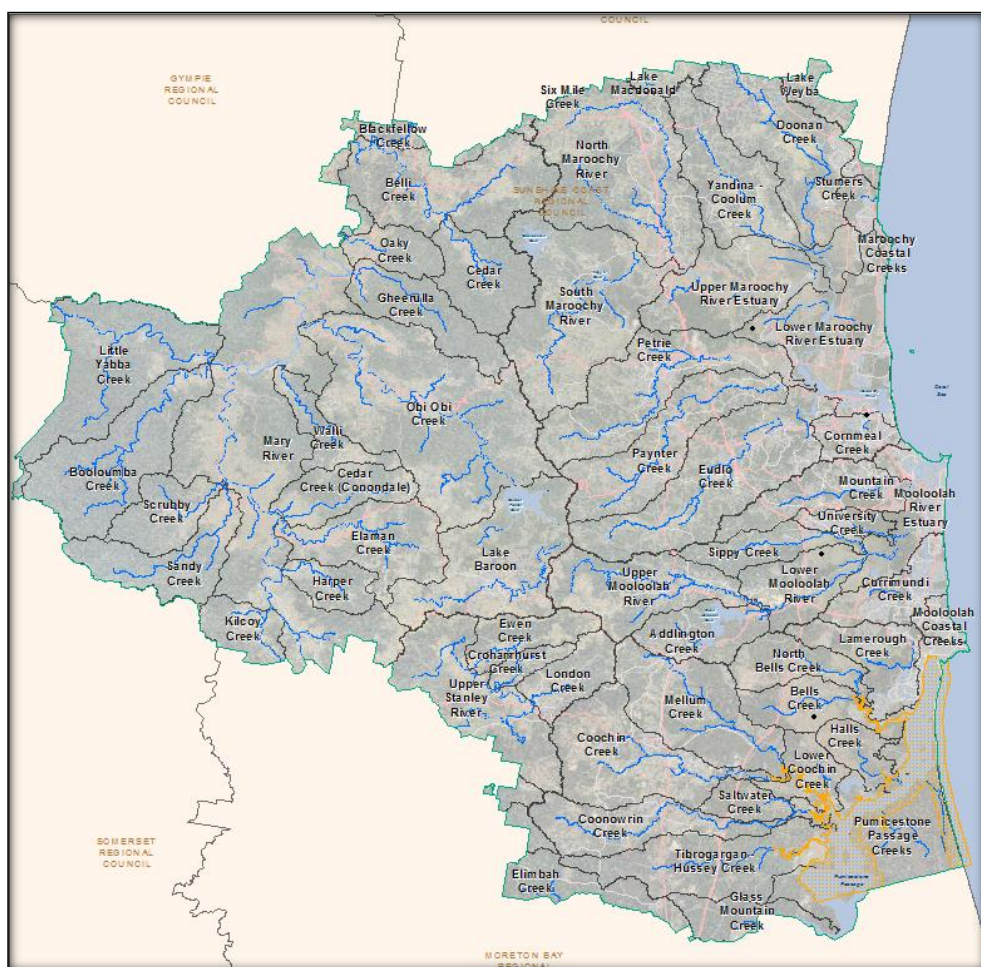 COUNCIL
GYMPIE
REGIONAL
COUNCIL
Lake
Macdonald
Lake
Weyba
Six Mile
Creek
Blackfellow
Creek
Doonan
Creek
North
Maroochy
River
Belli
Creek
SUNSHINE COAST
REGIONAL
COUNCIL
Yandina -
Coolum
Creek
Stumers
Creek
Oaky
Creek
Cedar
Creek
Maroochy
Coastal
Creeks
Gheerulla
Creek
South
Maroochy
River
Upper Maroochy
River Estuary
Lower Maroochy
River Estuary
Little
Yabba
Creek
Petrie
Creek
Obi Obi
Creek
Mary
River
Walli
Creek
Cornmeal
Creek
Paynter
Creek
Eudlo
Creek
Booloumba
Creek
Cedar
Creek (Conondale)
Mountain
Creek
Mooloolah
River
Estuary
Scrubby
Creek
University
Creek
Elaman
Creek
Sippy Creek
Lake
Baroon
Sandy
Creek
Harper
Creek
Upper
Mooloolah
River
Lower
Mooloolah
River
Currimundi
Creek
Kilcoy
Creek
Ewen
Creek
Addlington
Creek
Mooloolah
Coastal
Creeks
Lamerough
Creek
Crohamhurst
Creek
North
Bells Creek
London
Creek
Upper
Stanley
River
Mellum
Creek
Bells
Creek
Halls
Creek
Coochin
Creek
Lower
Coochin
Creek
Saltwater
Creek
Coonowrin
Creek
Pumicestone
Passage
Creeks
SOMERSET
REGIONAL
COUNCIL
Tibrogargan -
Hussey Creek
Pumicestone
Passage
Elimbah
Creek
Glass
Mountain
Creek
MORETON BAY
REGIONAL